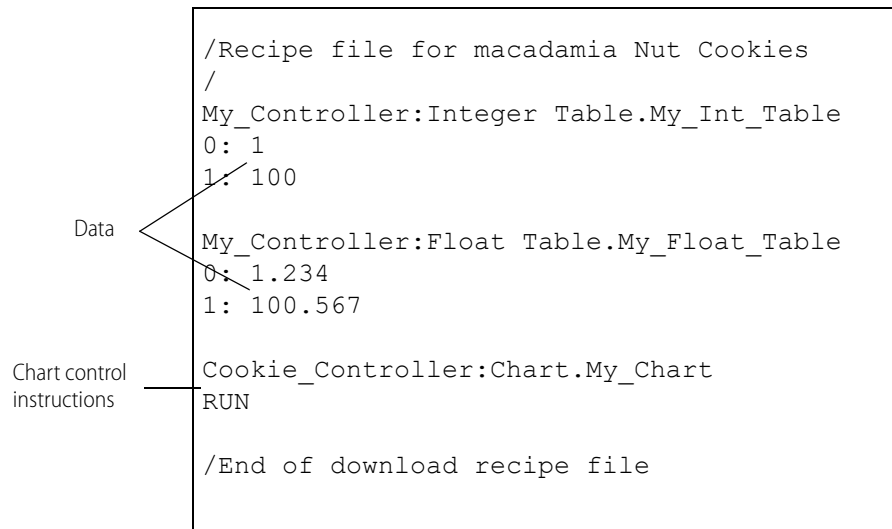 /Recipe file for macadamia Nut Cookies
/
My_Controller:Integer Table.My_Int_Table
0: 1
1: 100
Data
My_Controller:Float Table.My_Float_Table
0: 1.234
1: 100.567
Chart control
instructions
Cookie_Controller:Chart.My_Chart
RUN
/End of download recipe file